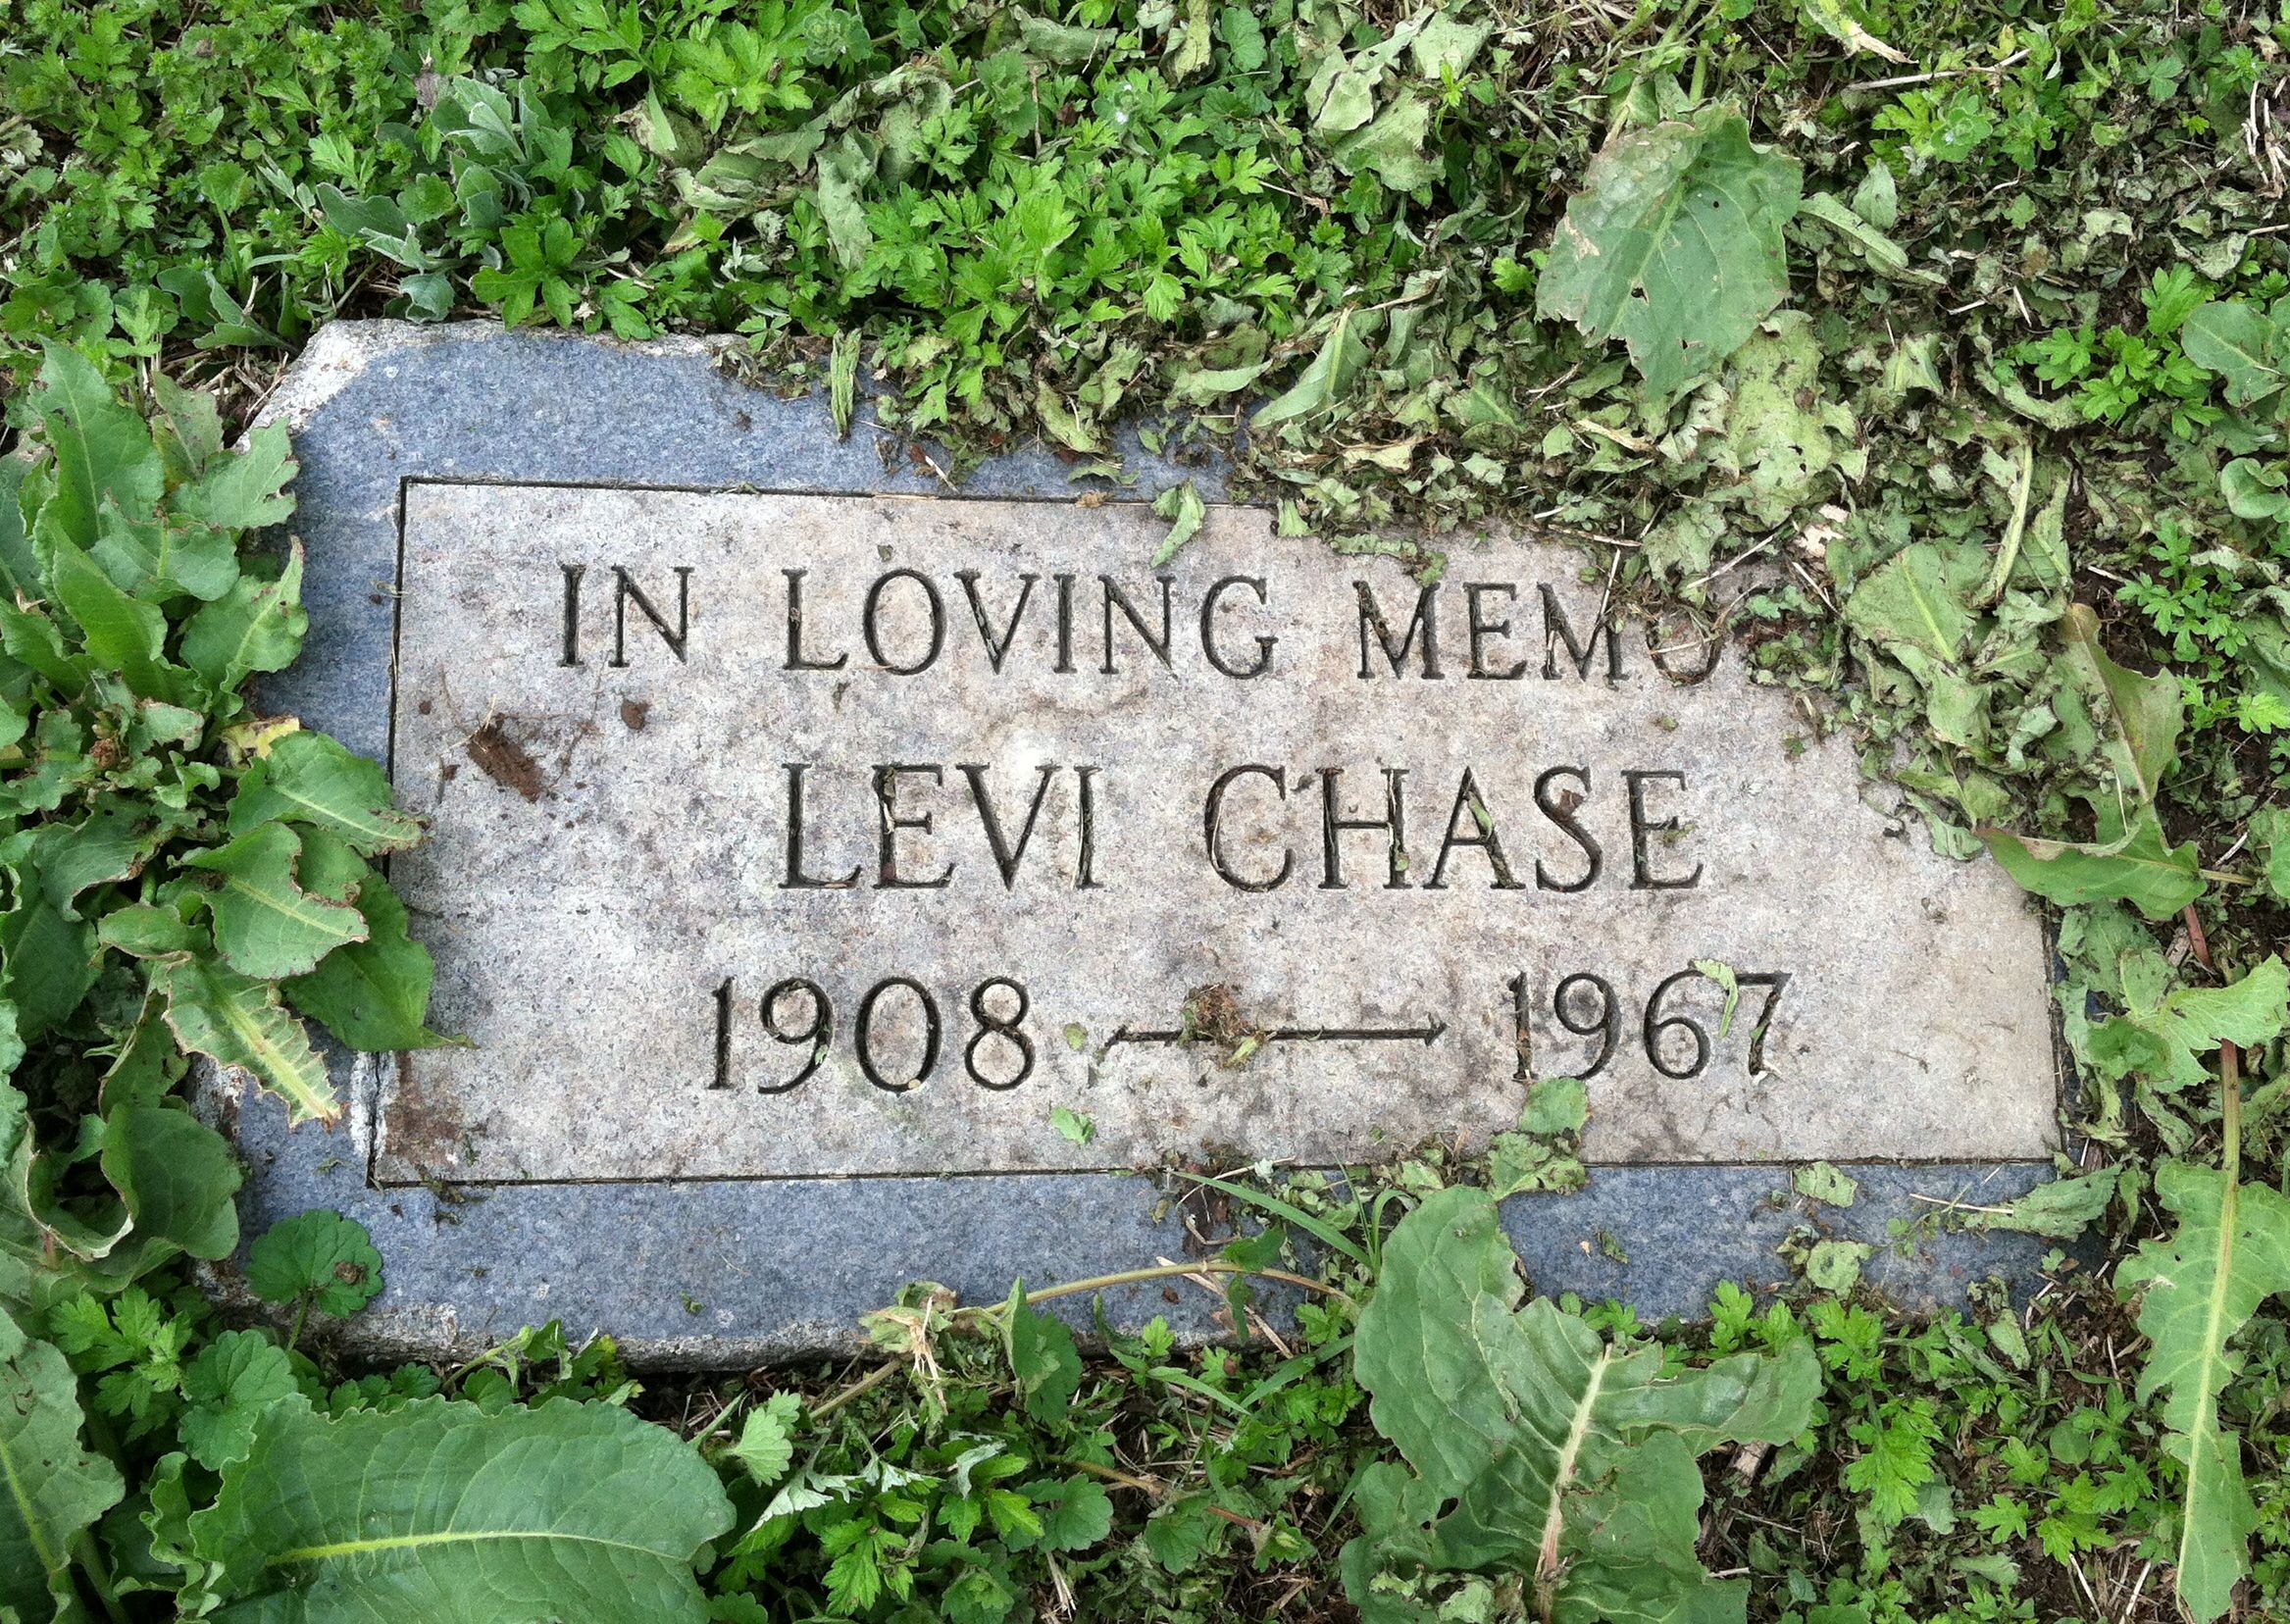 IN LOVING MEMO
LEVI CHASE
1908 — 1967